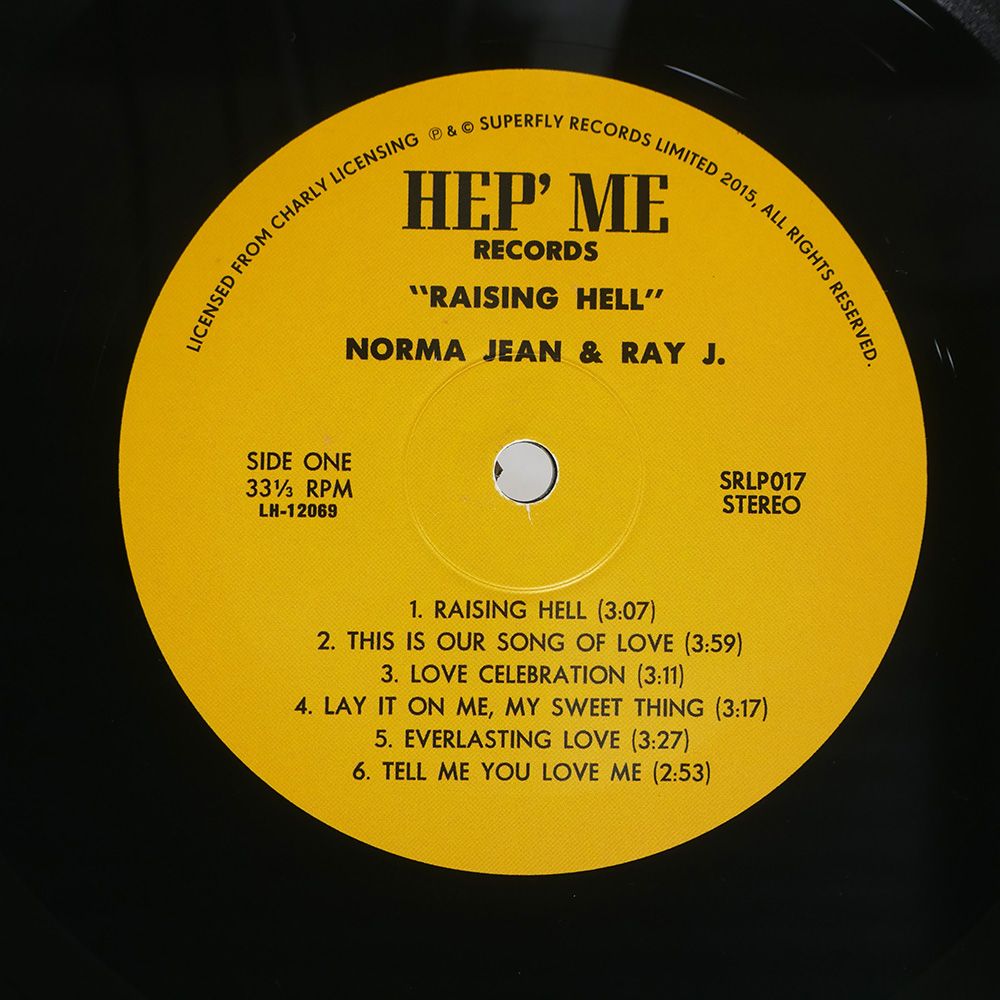 LICENSED FROM CHARLY LICENSING ℗ & © SUPERFLY RECORDS LIMITED 2015, ALL RIGHTS RESERVED.
HEP' ME
RECORDS
"RAISING HELL"
NORMA JEAN & RAY J.
SIDE ONE
33⅓ RPM
LH-12069
SRLP017
STEREO
1. RAISING HELL (3:07)
2. THIS IS OUR SONG OF LOVE (3:59)
3. LOVE CELEBRATION (3:11)
4. LAY IT ON ME, MY SWEET THING (3:17)
5. EVERLASTING LOVE (3:27)
6. TELL ME YOU LOVE ME (2:53)